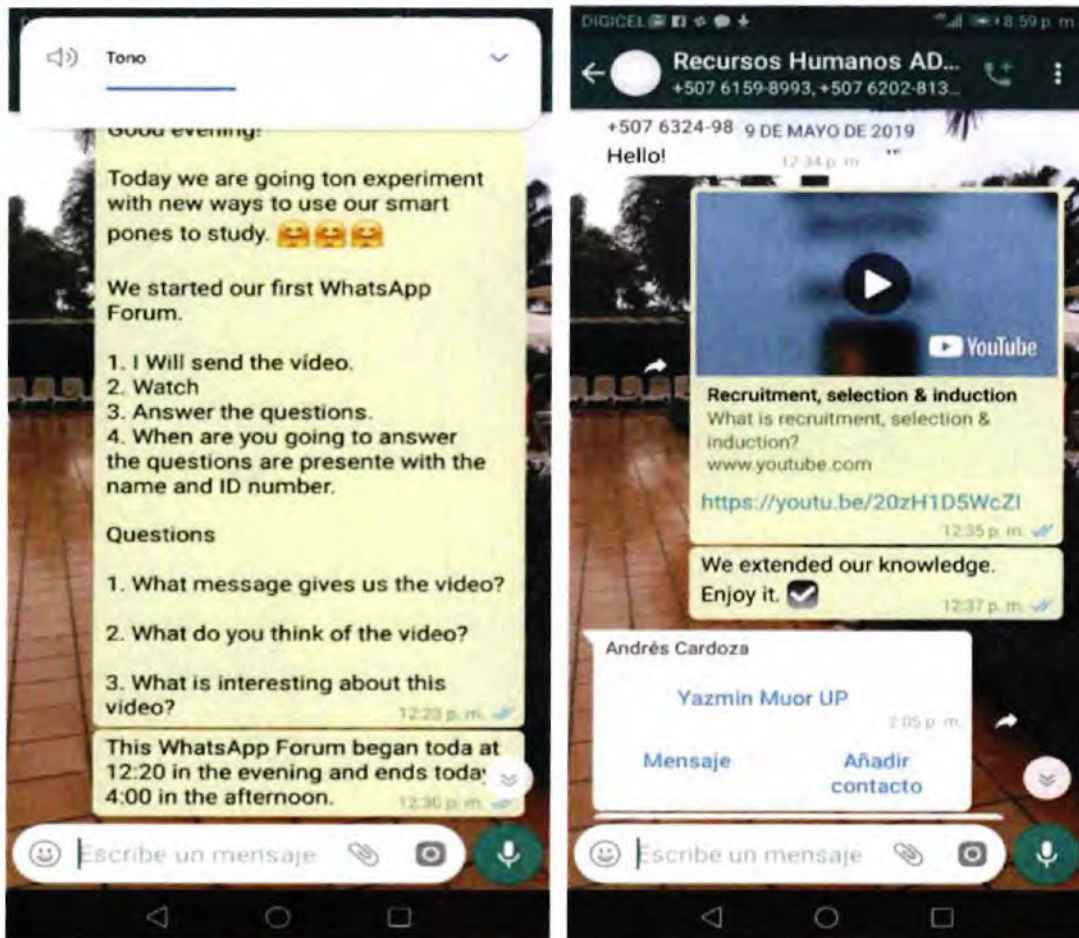 Tono
Good evening!
Today we are going ton experiment
with new ways to use our smart
pones to study. 🤗🤗🤗
We started our first WhatsApp
Forum.
1. I Will send the video.
2. Watch
3. Answer the questions.
4. When are you going to answer
the questions are presente with the
name and ID number.
Questions
1. What message gives us the video?
2. What do you think of the video?
3. What is interesting about this
video?
12:23 p. m.
This WhatsApp Forum began toda at
12:20 in the evening and ends today
4:00 in the afternoon.
12:30 p. m.
Escribe un mensaje
DIGICEL
8:59 p. m.
Recursos Humanos AD...
+507 6159-8993, +507 6202-813...
+507 6324-98
9 DE MAYO DE 2019
Hello!
12:34 p. m.
YouTube
Recruitment, selection & induction
What is recruitment, selection &
induction?
www.youtube.com
https://youtu.be/20zH1D5WcZI
12:35 p. m.
We extended our knowledge.
Enjoy it. ✅
12:37 p. m.
Andrés Cardoza
Yazmin Muor UP
2:05 p. m.
Mensaje
Añadir
contacto
Escribe un mensaje